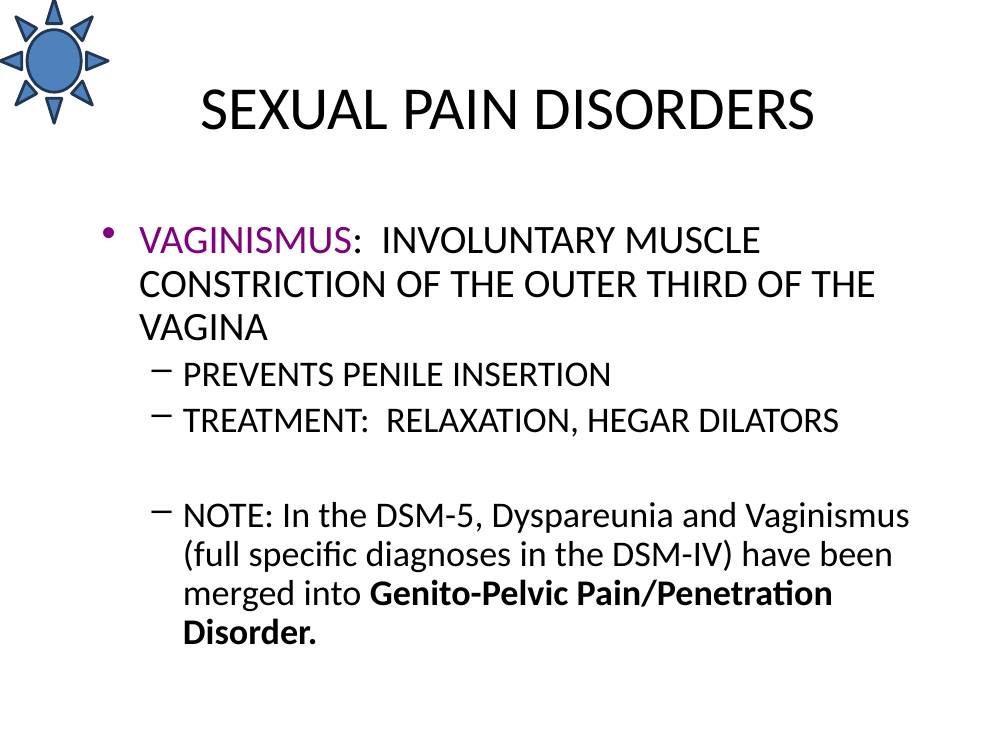 SEXUAL PAIN DISORDERS
• VAGINISMUS:  INVOLUNTARY MUSCLE
CONSTRICTION OF THE OUTER THIRD OF THE
VAGINA
– PREVENTS PENILE INSERTION
– TREATMENT:  RELAXATION, HEGAR DILATORS
– NOTE: In the DSM-5, Dyspareunia and Vaginismus
(full specific diagnoses in the DSM-IV) have been
merged into Genito-Pelvic Pain/Penetration
Disorder.